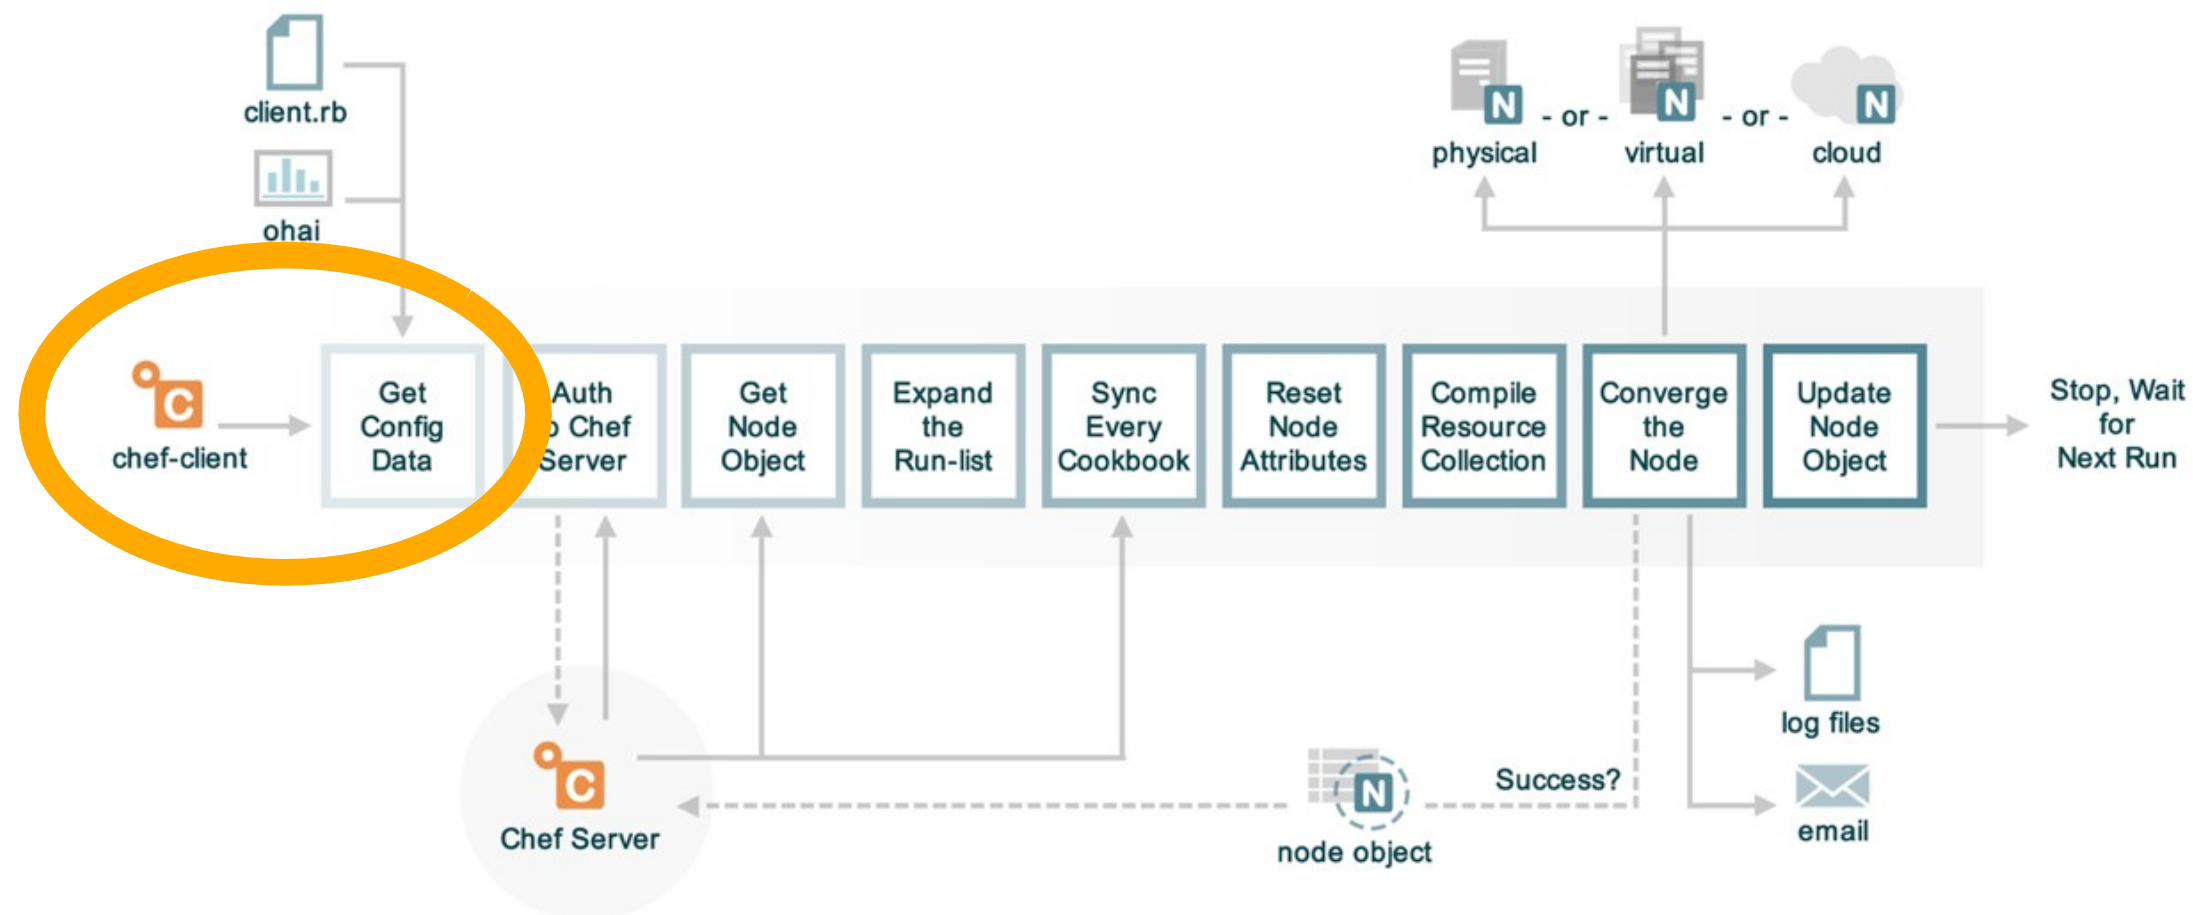 client.rb
ohai
C
chef-client
N
- or -
N
- or -
N
physical
virtual
cloud
Get
Config
Data
Auth
Chef
Server
Get
Node
Object
Expand
the
Run-list
Sync
Every
Cookbook
Reset
Node
Attributes
Compile
Resource
Collection
Converge
the
Node
Update
Node
Object
Stop, Wait
for
Next Run
C
Chef Server
N
node object
Success?
log files
email